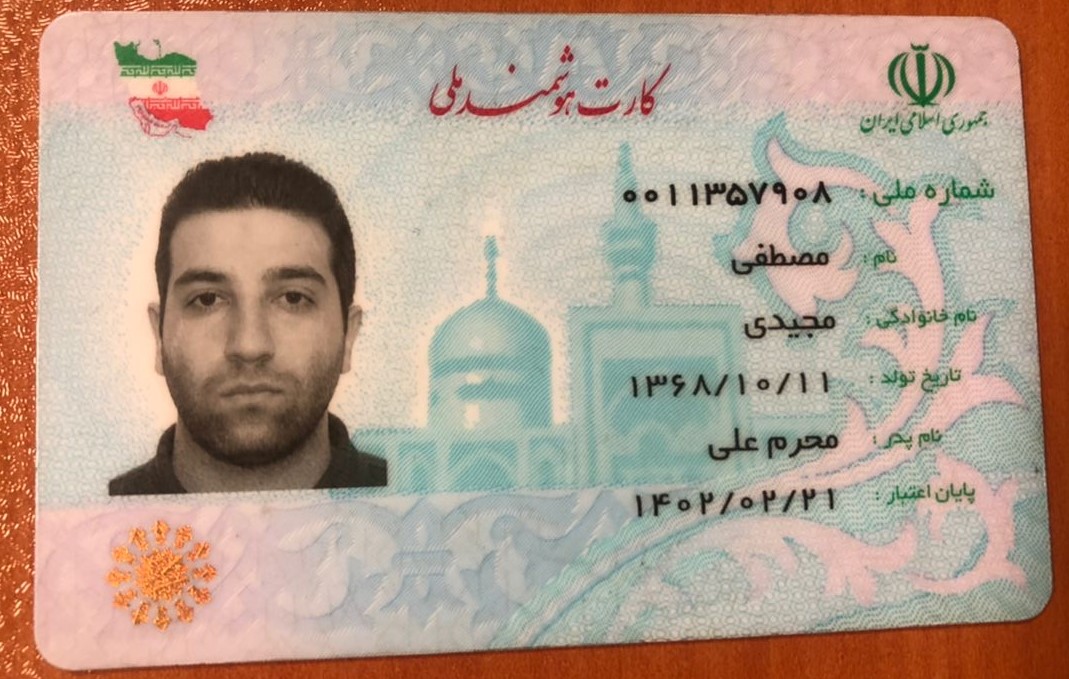 کارت هوشمند ملی
جمهوری اسلامی ایران
شماره ملی : ۰۰۱۱۳۵۷۹۰۸
نام : مصطفی
نام خانوادگی : مجیدی
تاریخ تولد : ۱۳۶۸/۱۰/۱۱
نام پدر : محرم علی
پایان اعتبار : ۱۴۰۲/۰۲/۲۱